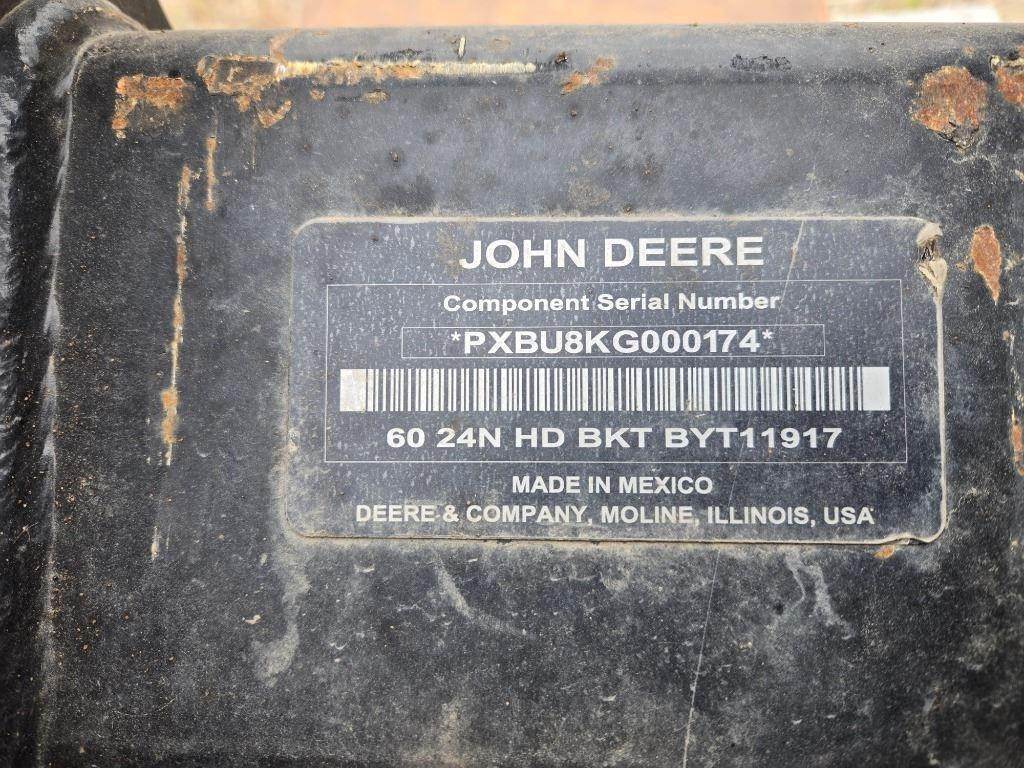 JOHN DEERE
Component Serial Number
*PXBU8KG000174*
60 24N HD BKT BYT11917
MADE IN MEXICO
DEERE & COMPANY, MOLINE, ILLINOIS, USA